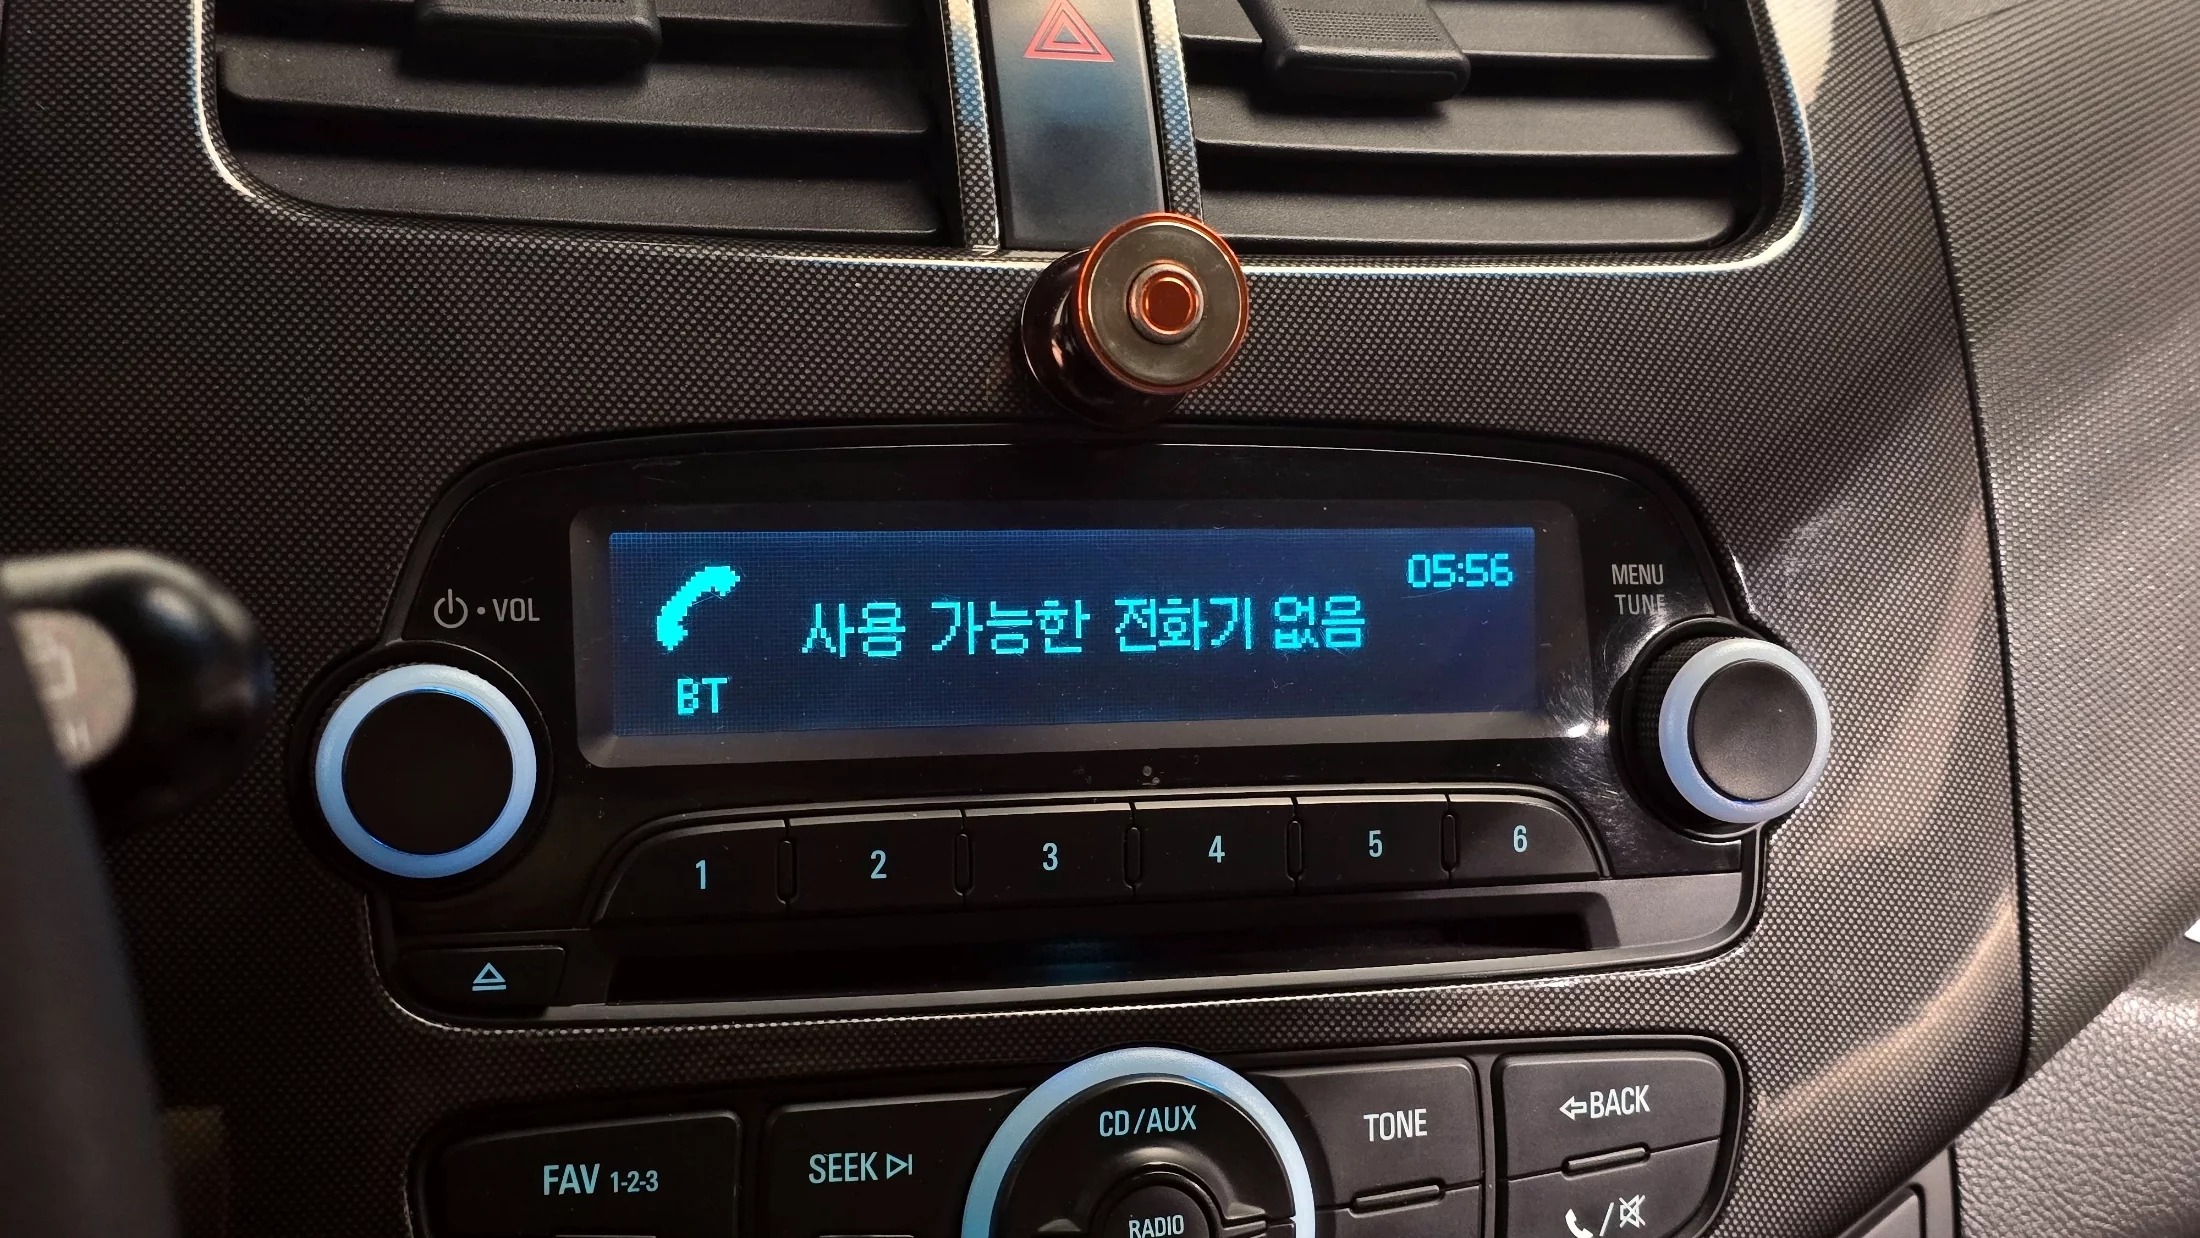 05:56
사용 가능한 전화기 없음
BT
VOL
MENU
TUNE
1 2 3 4 5 6
CD/AUX
FAV 1-2-3
SEEK
TONE
BACK
RADIO